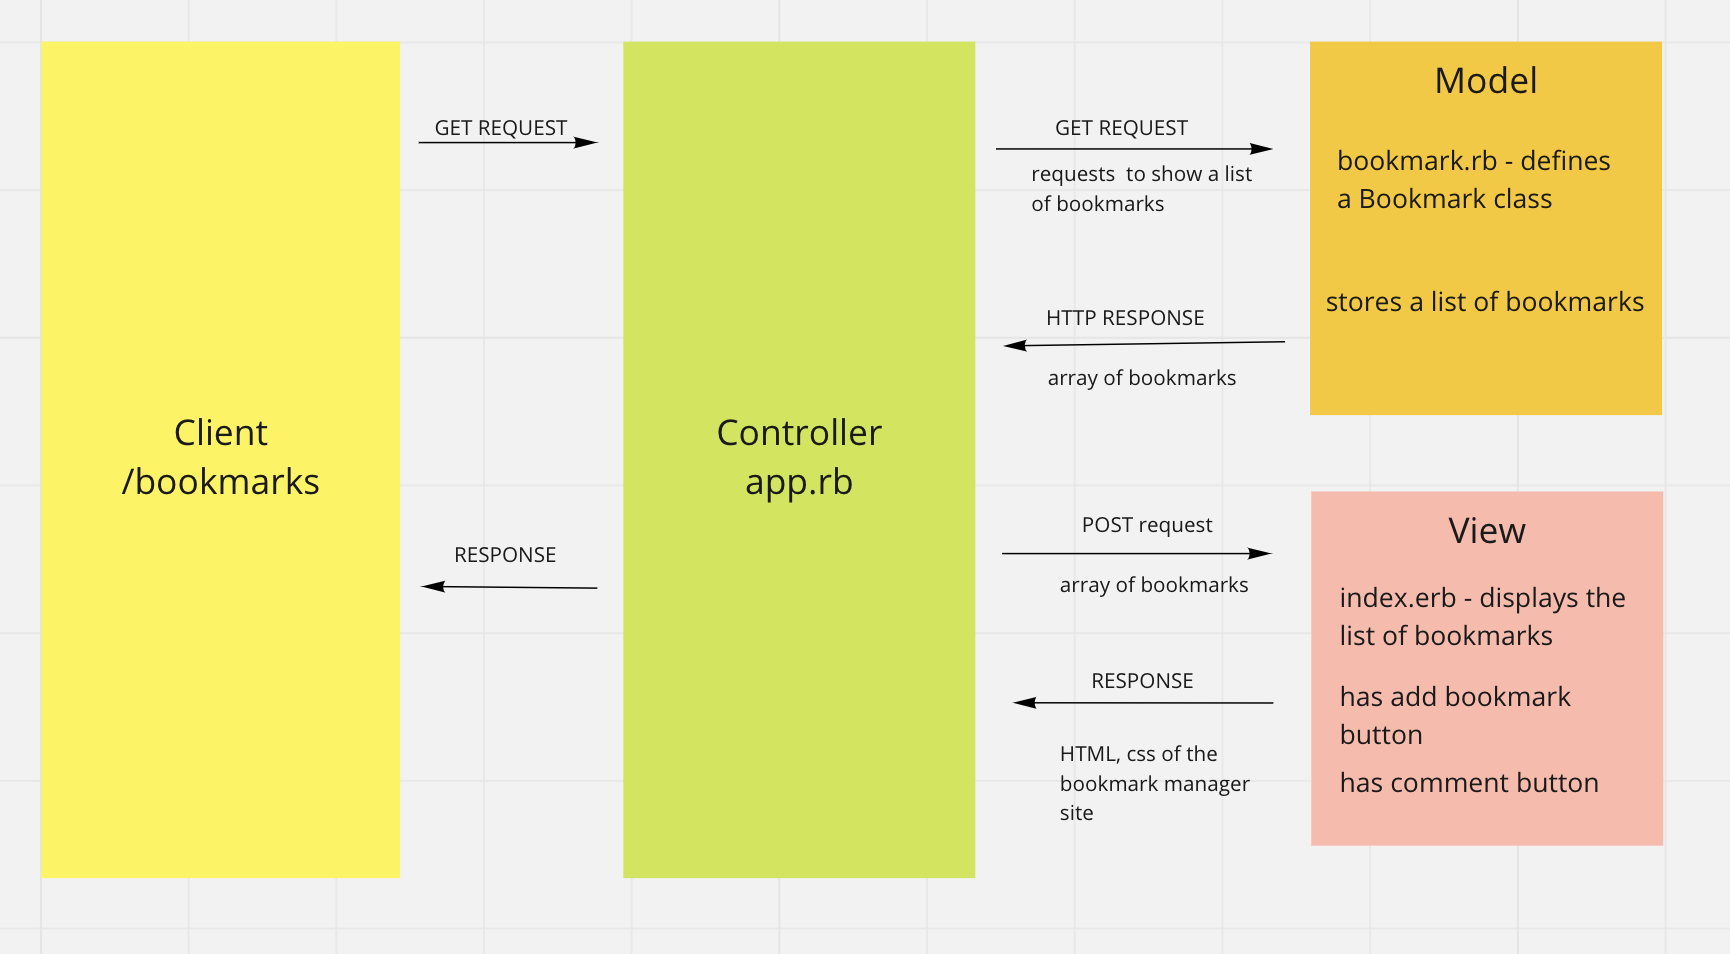 Client
/bookmarks
GET REQUEST
RESPONSE
Controller
app.rb
GET REQUEST
requests  to show a list
of bookmarks
HTTP RESPONSE
array of bookmarks
POST request
array of bookmarks
RESPONSE
HTML, css of the
bookmark manager
site
Model
bookmark.rb - defines
a Bookmark class
stores a list of bookmarks
View
index.erb - displays the
list of bookmarks
has add bookmark
button
has comment button